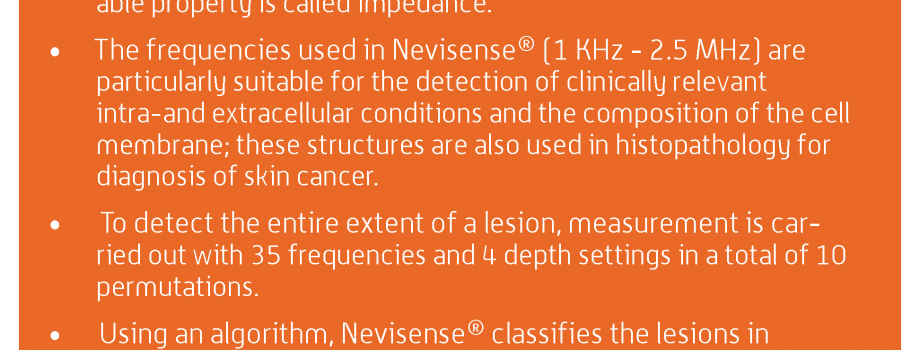 able property is called impedance.
• The frequencies used in Nevisense® (1 KHz - 2.5 MHz) are
particularly suitable for the detection of clinically relevant
intra-and extracellular conditions and the composition of the cell
membrane; these structures are also used in histopathology for
diagnosis of skin cancer.
• To detect the entire extent of a lesion, measurement is car-
ried out with 35 frequencies and 4 depth settings in a total of 10
permutations.
• Using an algorithm, Nevisense® classifies the lesions in